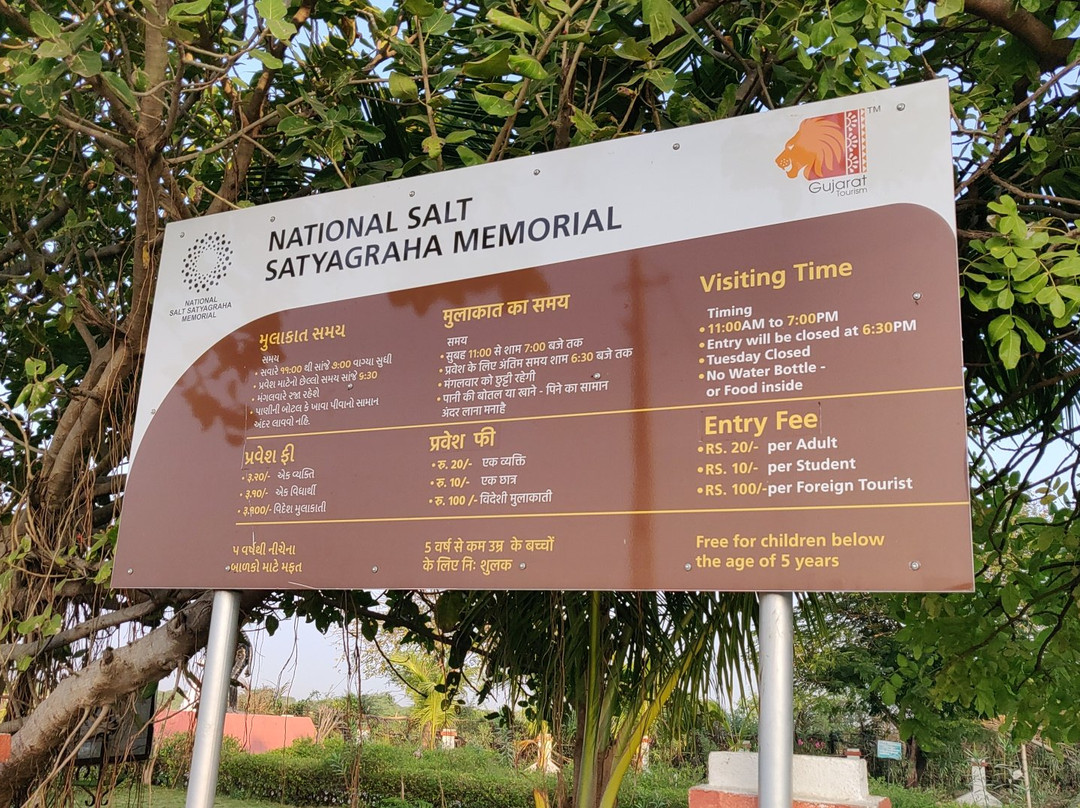 NATIONAL SALT
SATYAGRAHA MEMORIAL
NATIONAL
SALT SATYAGRAHA
MEMORIAL
TM
Gujarat
Tourism
મુલાકાત સમય
સમય
• સવારે ૧૧:૦૦ થી સાંજે ૭:૦૦ વાગ્યા સુધી
• પ્રવેશ માટેનો છેલ્લો સમય સાંજે ૬:૩૦
• મંગલવારે રજા રહેશે
• પાણીની બોટલ કે ખાવા પીવાનો સામાન
અંદર લાવવો નહિ.
પ્રવેશ ફી
• રૂ.૨૦/- એક વ્યક્તિ
• રૂ.૧૦/- એક વિદ્યાર્થી
• રૂ.૧૦૦/- વિદેશ મુલાકાતી
૫ વર્ષથી નીચેના
બાળકો માટે મફત
मुलाकात का समय
समय
• सुबह 11:00 से शाम 7:00 बजे तक
• प्रवेश के लिए अंतिम समय शाम 6:30 बजे तक
• मंगलवार को छुट्टी रहेगी
• पानी की बोतल या खाने - पिने का सामान
अंदर लाना मनाहै
प्रवेश फी
• रु. 20/- एक व्यक्ति
• रु. 10/- एक छात्र
• रु. 100 /- विदेशी मुलाकाती
5 वर्ष से कम उम्र के बच्चों
के लिए निः शुलक
Visiting Time
Timing
• 11:00AM to 7:00PM
• Entry will be closed at 6:30PM
• Tuesday Closed
• No Water Bottle -
or Food inside
Entry Fee
• RS. 20/- per Adult
• RS. 10/- per Student
• RS. 100/-per Foreign Tourist
Free for children below
the age of 5 years